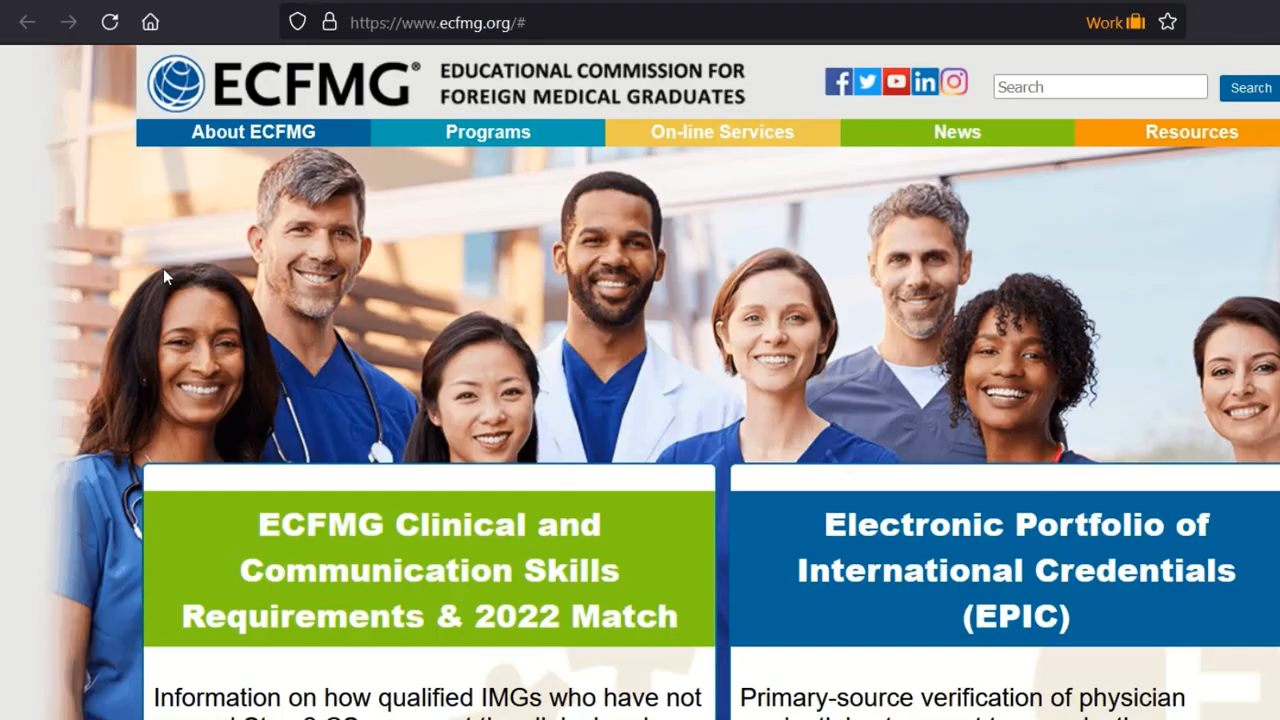 https://www.ecfmg.org/#
Work
ECFMG®
EDUCATIONAL COMMISSION FOR
FOREIGN MEDICAL GRADUATES
Search
Search
About ECFMG
Programs
On-line Services
News
Resources
ECFMG Clinical and
Communication Skills
Requirements & 2022 Match
Information on how qualified IMGs who have not
Electronic Portfolio of
International Credentials
(EPIC)
Primary-source verification of physician